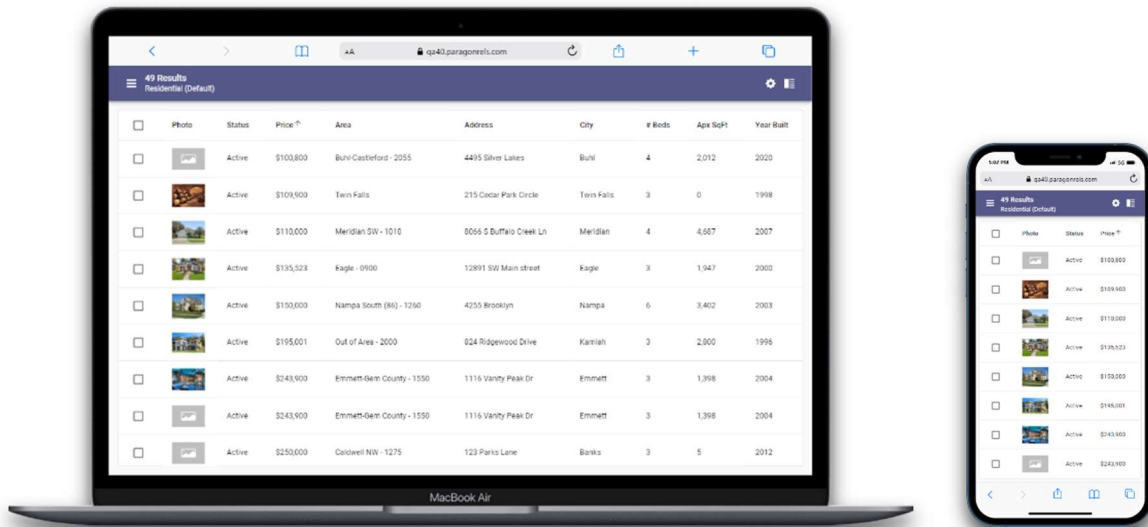 AA qa40.paragonrels.com
49 Results
Residential (Default)
Photo Status Price Area Address City # Beds Apx SqFt Year Built
Active $100,800 Buhl-Castleford - 2055 4495 Silver Lakes Buhl 4 2,012 2020
Active $109,900 Twin Falls 215 Cedar Park Circle Twin Falls 3 0 1998
Active $110,000 Meridian SW - 1010 8066 S Buffalo Creek Ln Meridian 4 4,687 2007
Active $135,523 Eagle - 0900 12891 SW Main street Eagle 3 1,947 2000
Active $150,000 Nampa South (86) - 1260 4255 Brooklyn Nampa 6 3,402 2003
Active $195,001 Out of Area - 2000 824 Ridgewood Drive Kamiah 3 2,800 1996
Active $243,900 Emmett-Gem County - 1550 1116 Vanity Peak Dr Emmett 3 1,398 2004
Active $243,900 Emmett-Gem County - 1550 1116 Vanity Peak Dr Emmett 3 1,398 2004
Active $250,000 Caldwell NW - 1275 123 Parks Lane Banks 3 5 2012
MacBook Air
5:07 PM 5G
AA qa40.paragonrels.com
49 Results
Residential (Default)
Photo Status Price
Active $100,800
Active $109,900
Active $110,000
Active $135,523
Active $150,000
Active $195,001
Active $243,900
Active $243,900